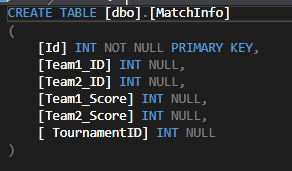 CREATE TABLE [dbo].[MatchInfo]
(
[Id] INT NOT NULL PRIMARY KEY,
[Team1_ID] INT NULL,
[Team2_ID] INT NULL,
[Team1_Score] INT NULL,
[Team2_Score] INT NULL,
[ TournamentID] INT NULL
)